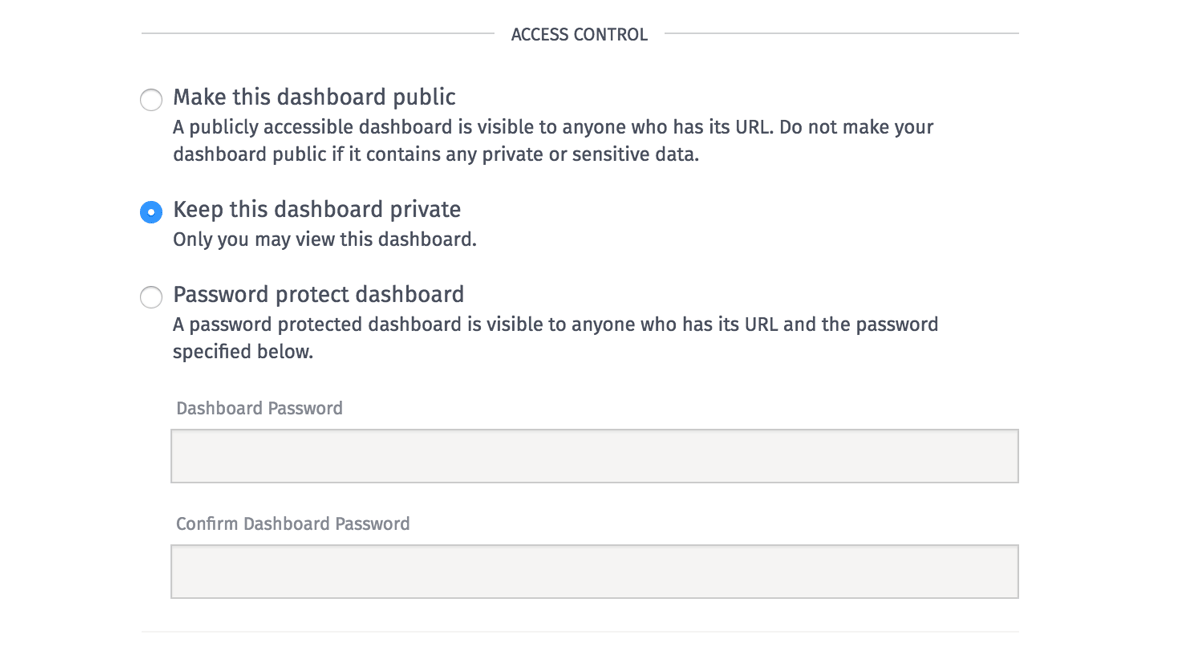 ACCESS CONTROL
Make this dashboard public
A publicly accessible dashboard is visible to anyone who has its URL. Do not make your
dashboard public if it contains any private or sensitive data.
Keep this dashboard private
Only you may view this dashboard.
Password protect dashboard
A password protected dashboard is visible to anyone who has its URL and the password
specified below.
Dashboard Password
Confirm Dashboard Password